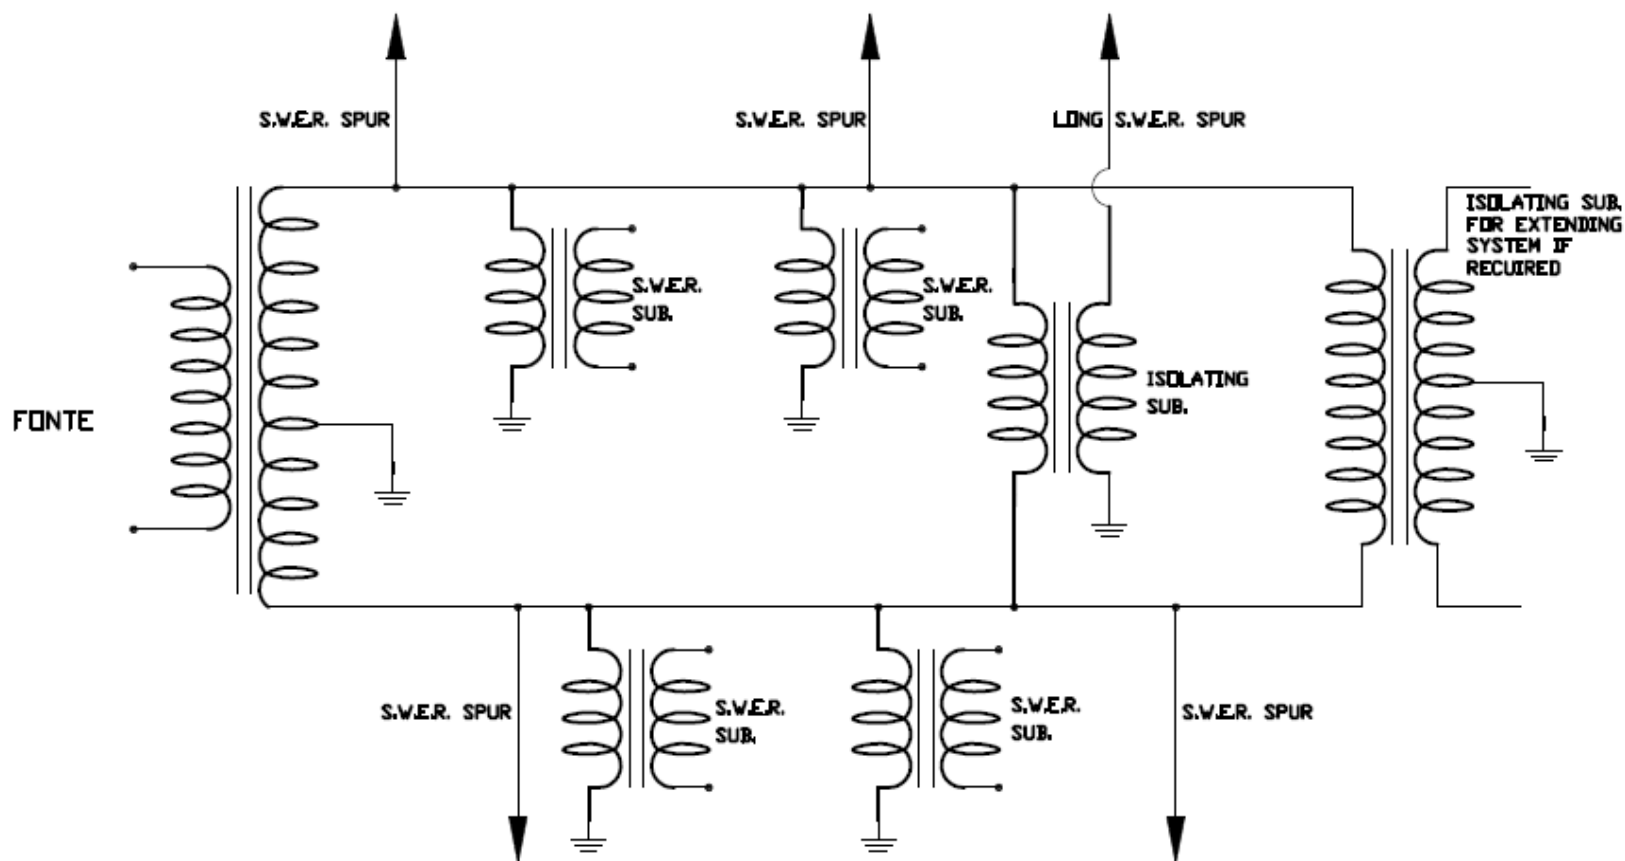 S.W.E.R. SPUR
S.W.E.R. SPUR
LONG S.W.E.R. SPUR
ISOLATING SUB.
FOR EXTENDING
SYSTEM IF
RECUIRED
S.W.E.R.
SUB.
S.W.E.R.
SUB.
ISOLATING
SUB.
FONTE
S.W.E.R. SPUR
S.W.E.R.
SUB.
S.W.E.R.
SUB.
S.W.E.R. SPUR